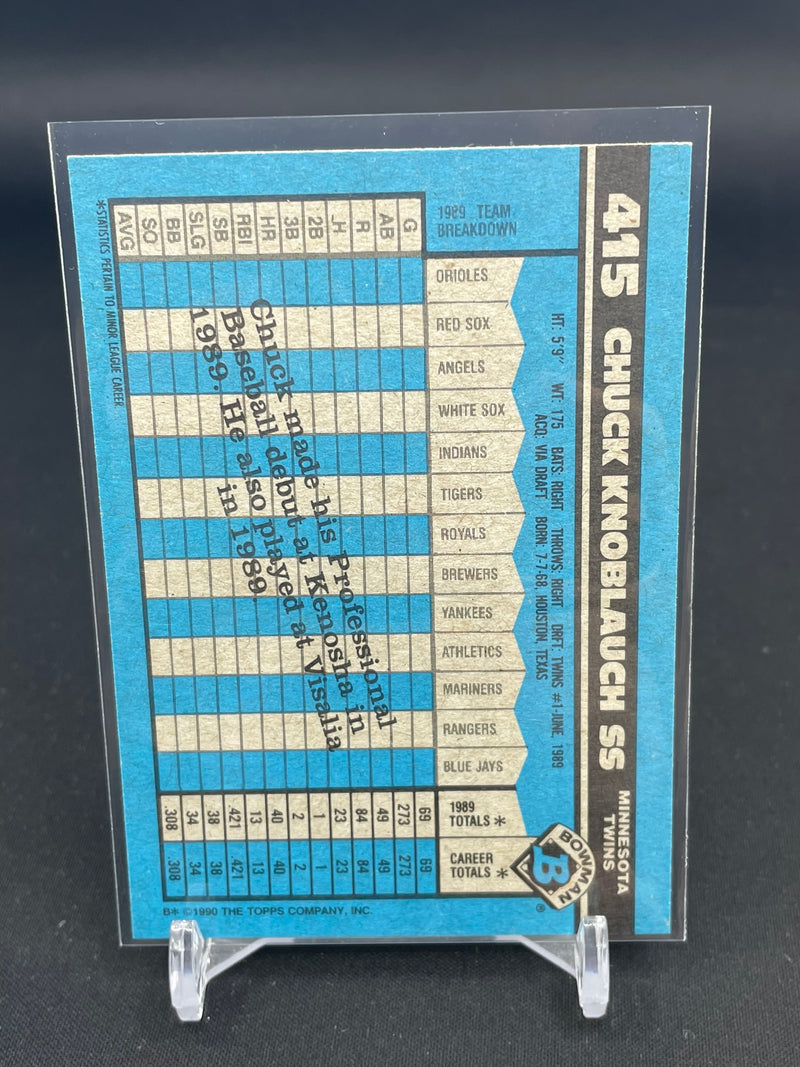 415 CHUCK KNOBLAUCH SS
MINNESOTA
TWINS
HT: 5'9" WT: 175 BATS: RIGHT THROWS: RIGHT DRFT: TWINS #1-JUNE, 1989
ACQ: VIA DRAFT BORN: 7-7-68, HOUSTON, TEXAS
BOWMAN
B
®
1989 TEAM
BREAKDOWN
ORIOLES
RED SOX
ANGELS
WHITE SOX
INDIANS
TIGERS
ROYALS
BREWERS
YANKEES
ATHLETICS
MARINERS
RANGERS
BLUE JAYS
1989
TOTALS *
CAREER
TOTALS *
G 69 69
AB 273 273
R 49 49
H 84 84
2B 23 23
3B 1 1
HR 2 2
RBI 40 40
SB 13 13
SLG .421 .421
BB 38 38
SO 34 34
AVG .308 .308
Chuck made his Professional
Baseball debut at Kenosha in
1989. He also played at Visalia
in 1989.
*STATISTICS PERTAIN TO MINOR LEAGUE CAREER
B* ©1990 THE TOPPS COMPANY, INC.